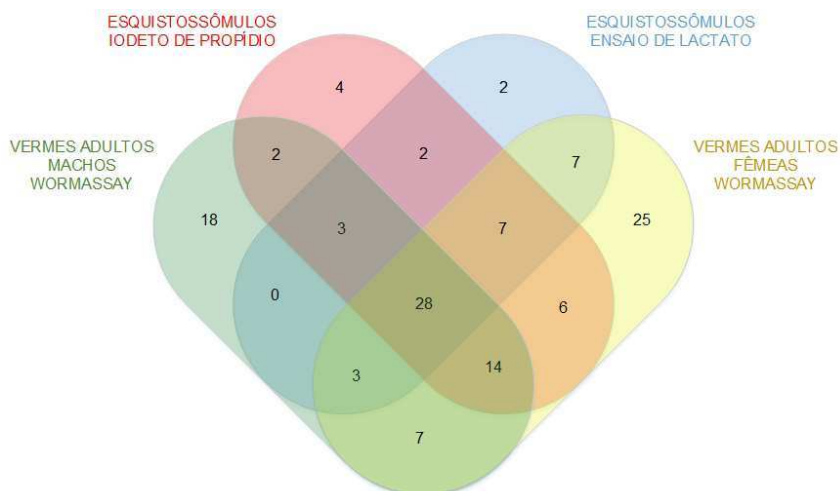 ESQUISTOSSÔMULOS
IODETO DE PROPÍDIO
ESQUISTOSSÔMULOS
ENSAIO DE LACTATO
VERMES ADULTOS
MACHOS
WORMASSAY
VERMES ADULTOS
FÊMEAS
WORMASSAY
4
2
2
2
7
18
3
7
25
0
28
6
3
14
7